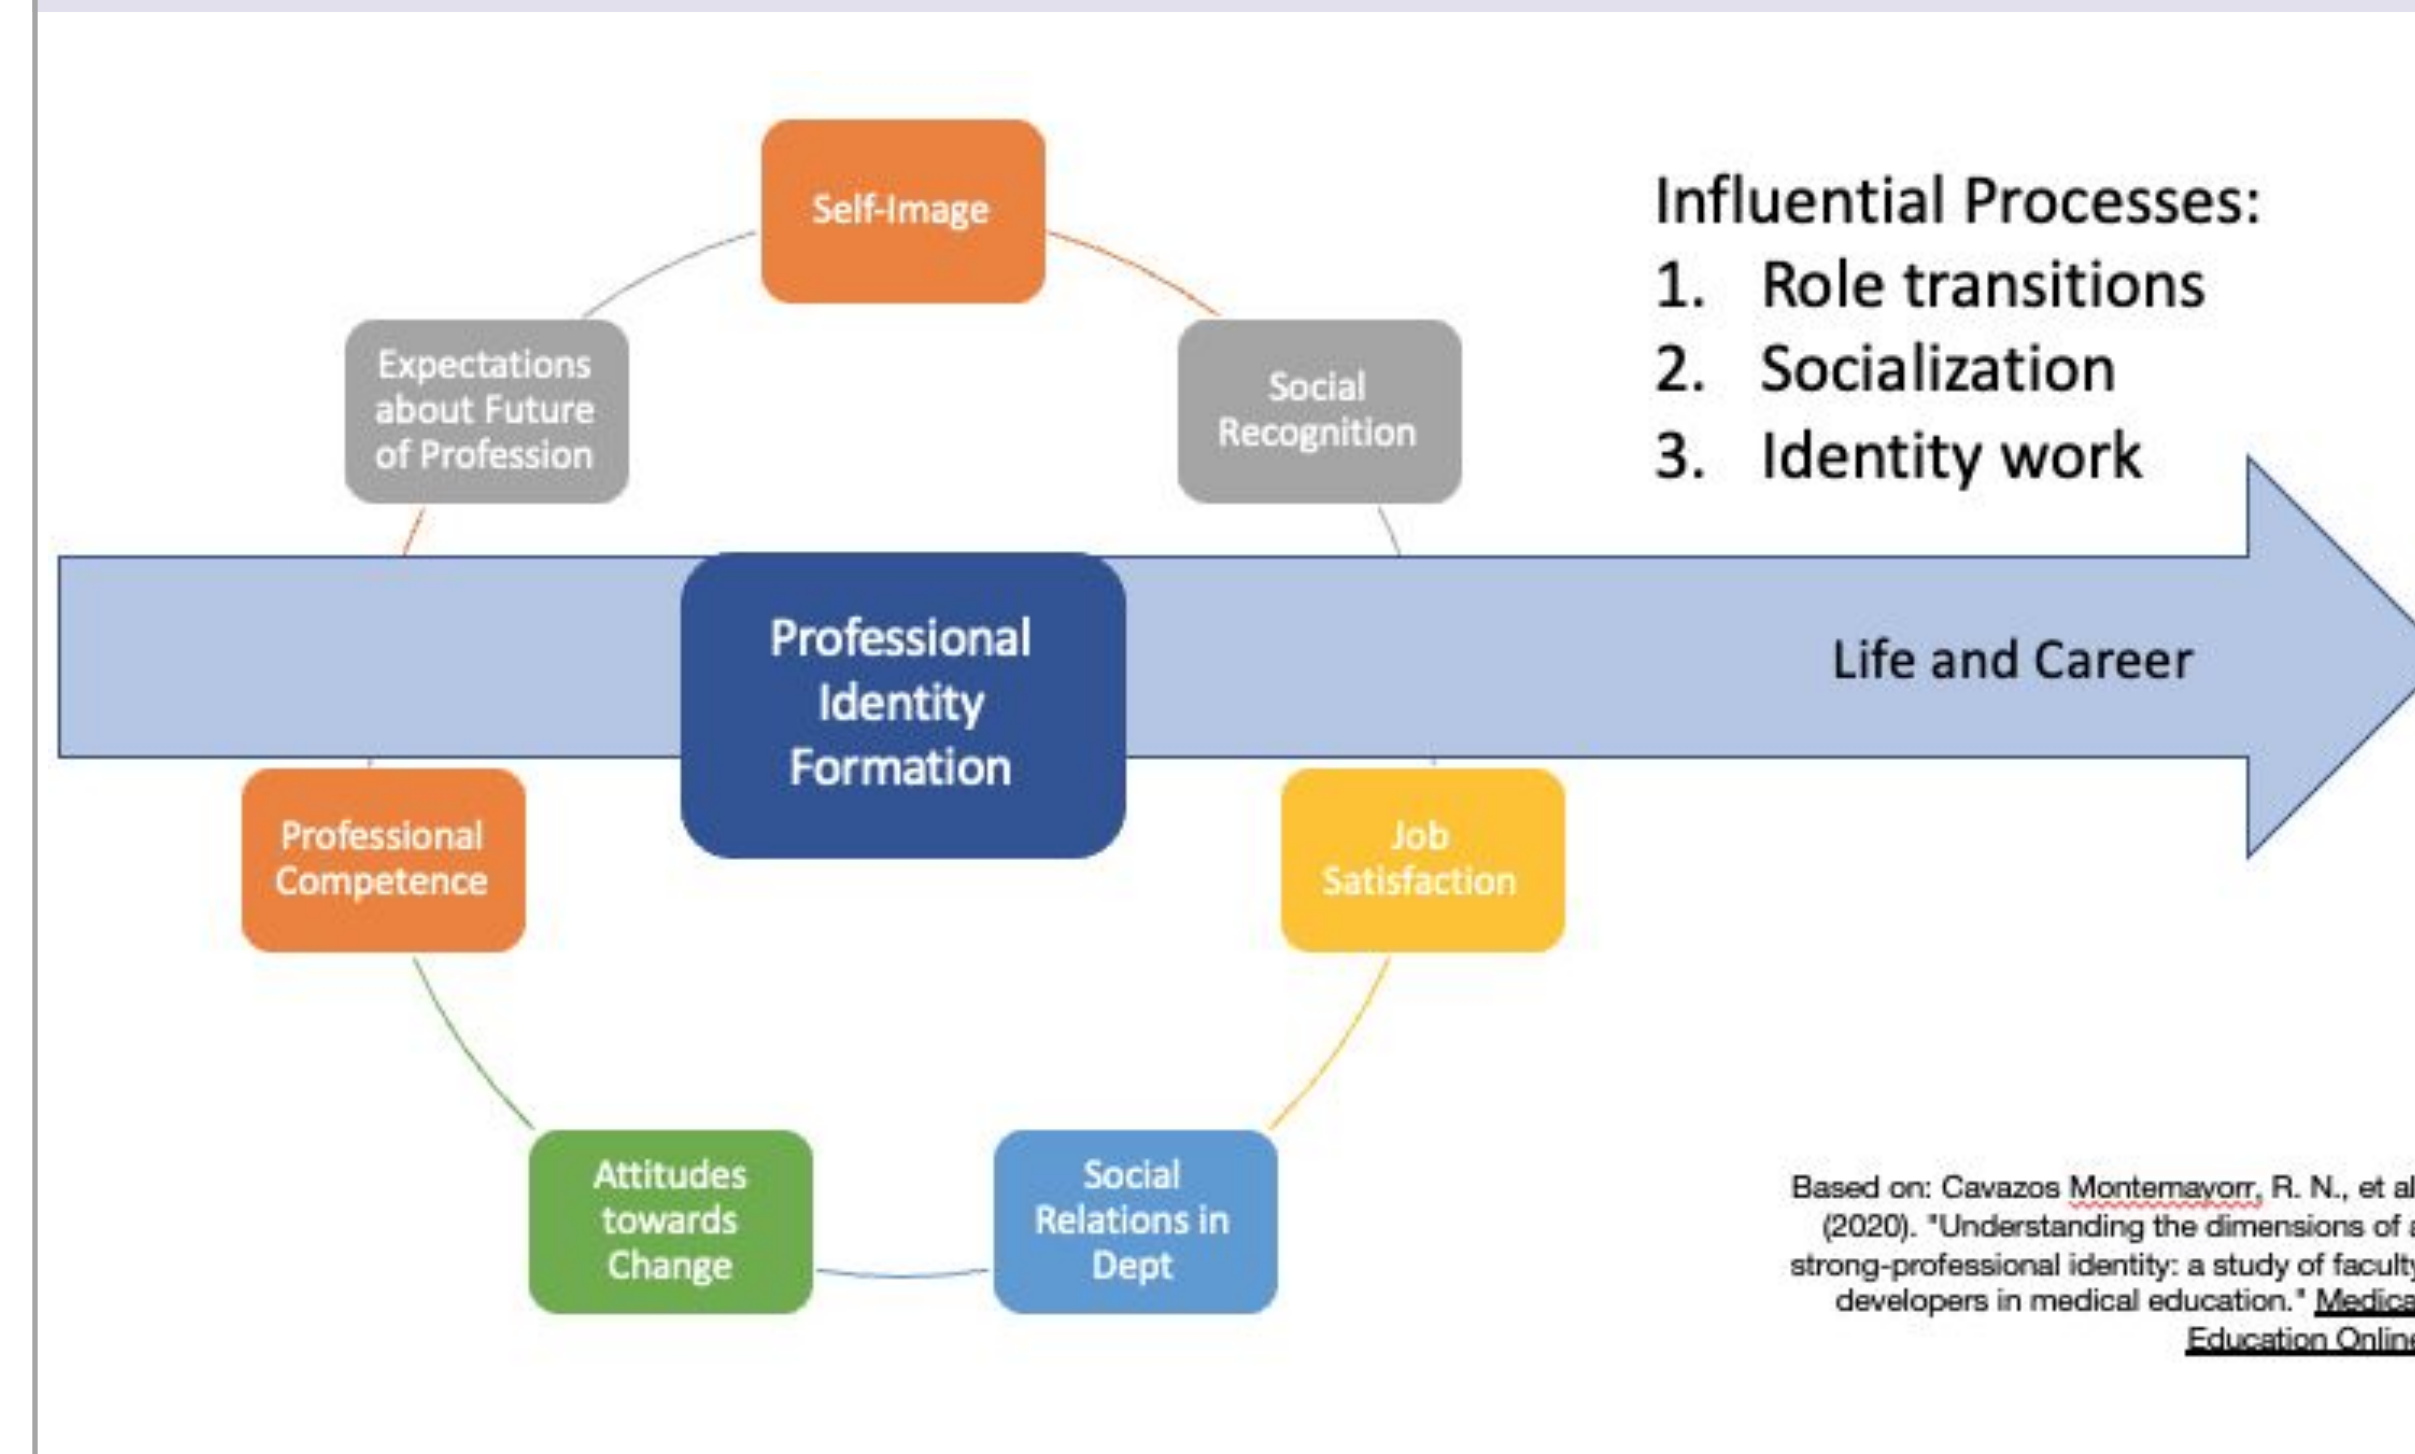 Self-Image
Expectations
about Future
of Profession
Social
Recognition
Influential Processes:
1. Role transitions
2. Socialization
3. Identity work
Professional
Identity
Formation
Life and Career
Professional
Competence
Job
Satisfaction
Attitudes
towards
Change
Social
Relations in
Dept
Based on: Cavazos Montemayorr, R. N., et al
(2020). "Understanding the dimensions of a
strong-professional identity: a study of faculty
developers in medical education." Medica
Education Online